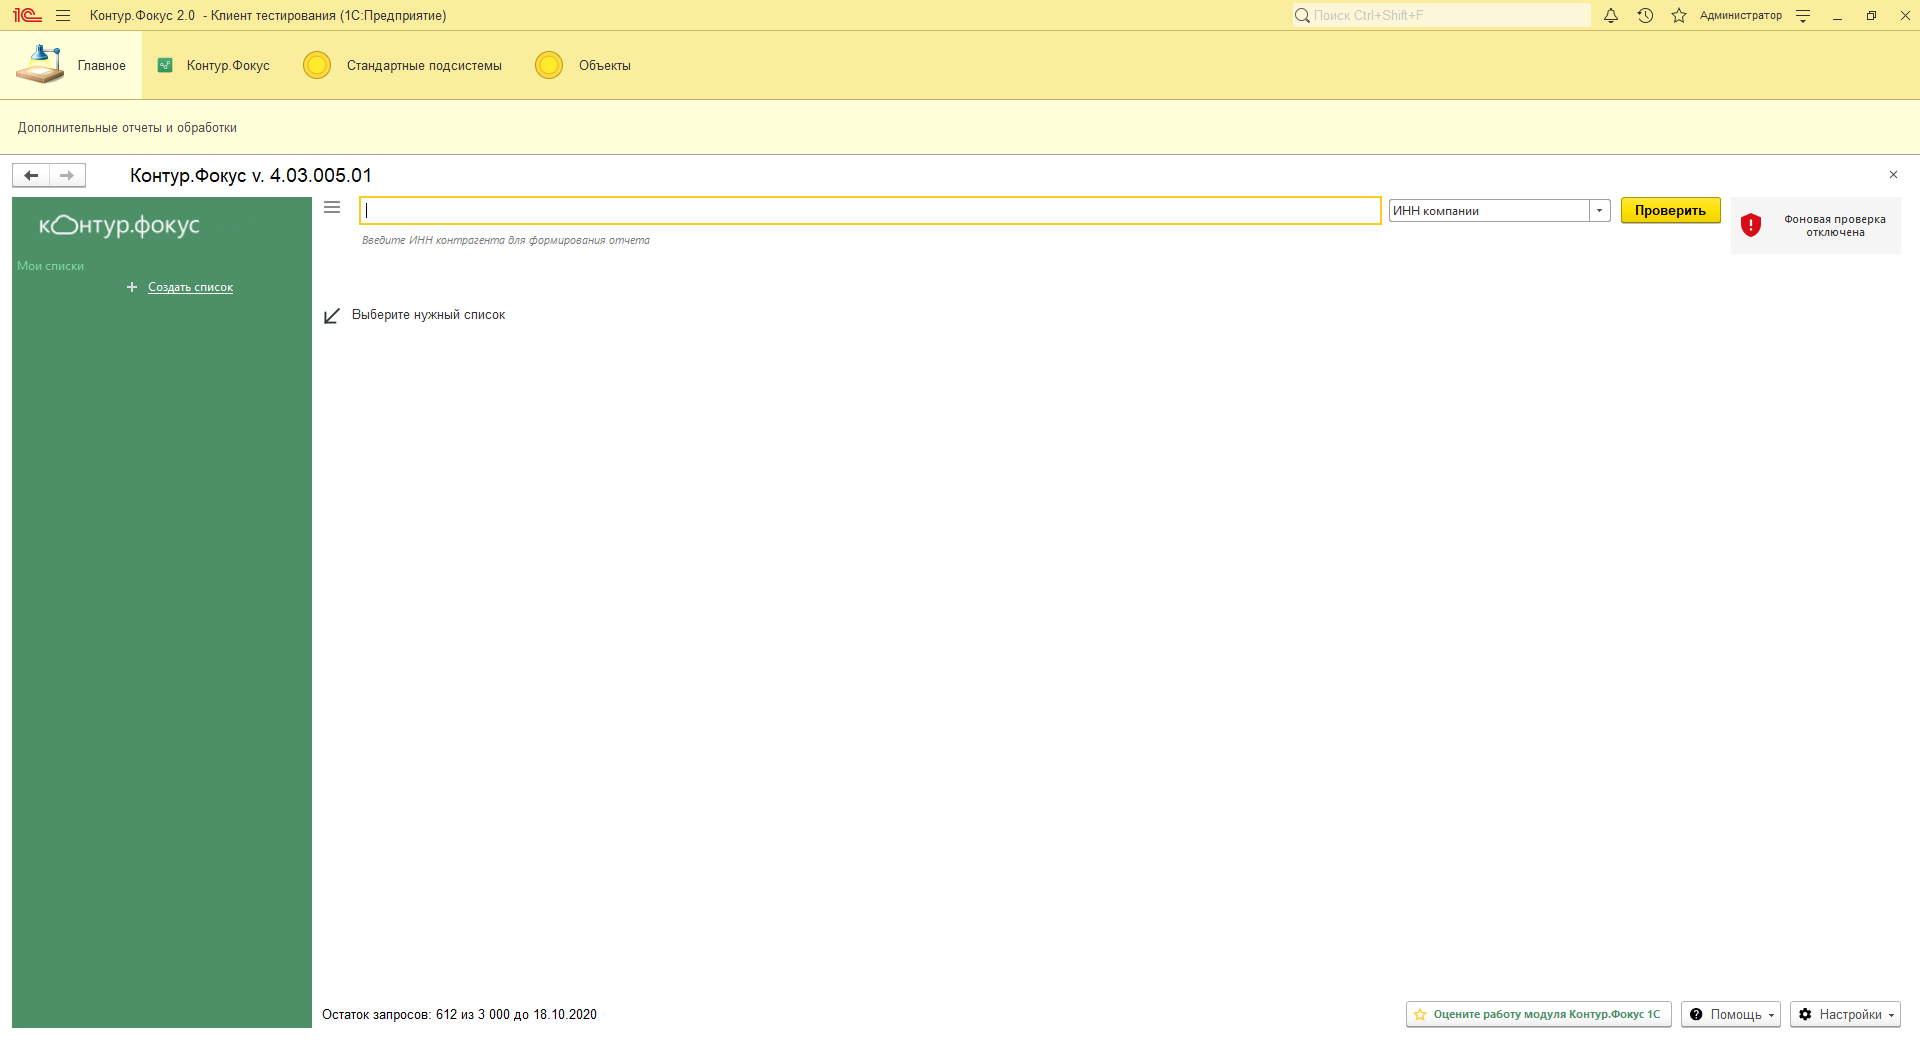 1С Контур.Фокус 2.0 - Клиент тестирования (1С:Предприятие) Поиск Ctrl+Shift+F Администратор
Главное Контур.Фокус Стандартные подсистемы Объекты
Дополнительные отчеты и обработки
Контур.Фокус v. 4.03.005.01
контур.фокус
Мои списки
+ Создать список
ИНН компании Проверить
Фоновая проверка
отключена
Введите ИНН контрагента для формирования отчета
Выберите нужный список
Остаток запросов: 612 из 3 000 до 18.10.2020
Оцените работу модуля Контур.Фокус 1С Помощь Настройки